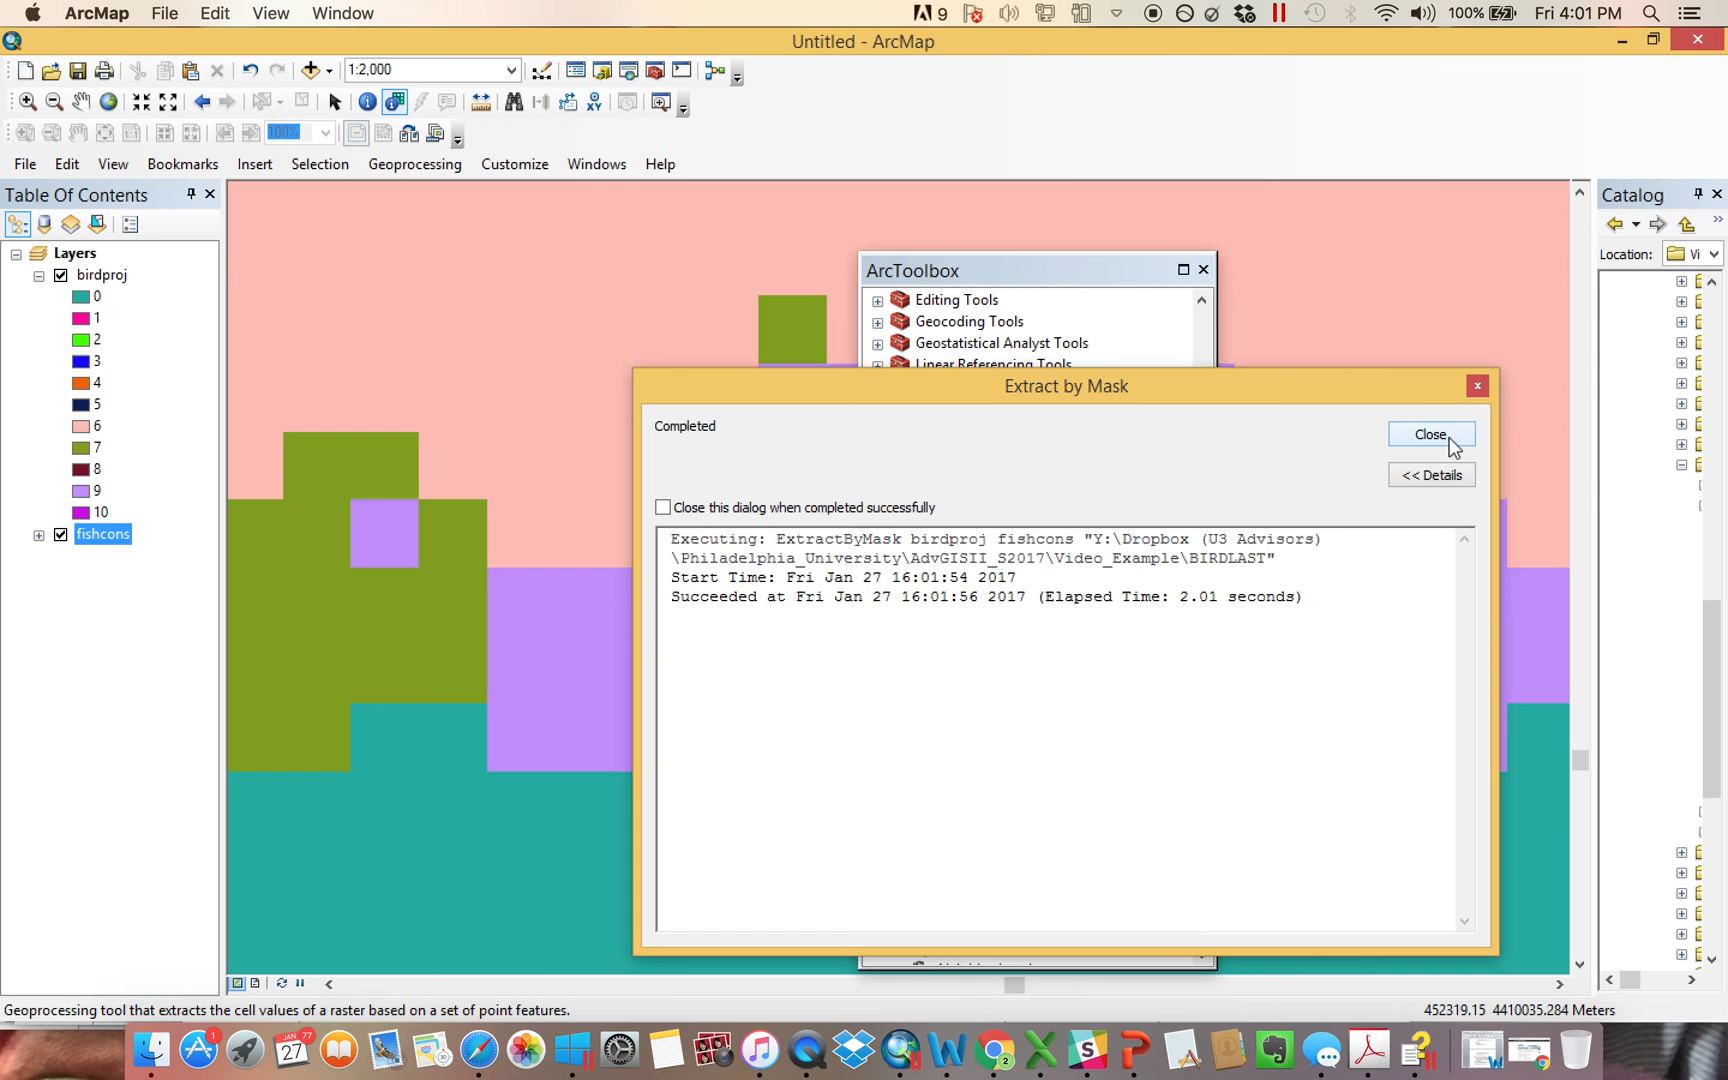 ArcMap File Edit View Window 9 100% Fri 4:01 PM
Untitled - ArcMap
1:2,000
100%
File Edit View Bookmarks Insert Selection Geoprocessing Customize Windows Help
Table Of Contents
Layers
birdproj
0
1
2
3
4
5
6
7
8
9
10
fishcons
ArcToolbox
Editing Tools
Geocoding Tools
Geostatistical Analyst Tools
Linear Referencing Tools
Extract by Mask
Completed
Close
<< Details
Close this dialog when completed successfully
Executing: ExtractByMask birdproj fishcons "Y:\Dropbox (U3 Advisors)
\Philadelphia_University\AdvGISII_S2017\Video_Example\BIRDLAST"
Start Time: Fri Jan 27 16:01:54 2017
Succeeded at Fri Jan 27 16:01:56 2017 (Elapsed Time: 2.01 seconds)
Catalog
Location: Vi
Geoprocessing tool that extracts the cell values of a raster based on a set of point features.
452319.15 4410035.284 Meters
1
JAN
27
2